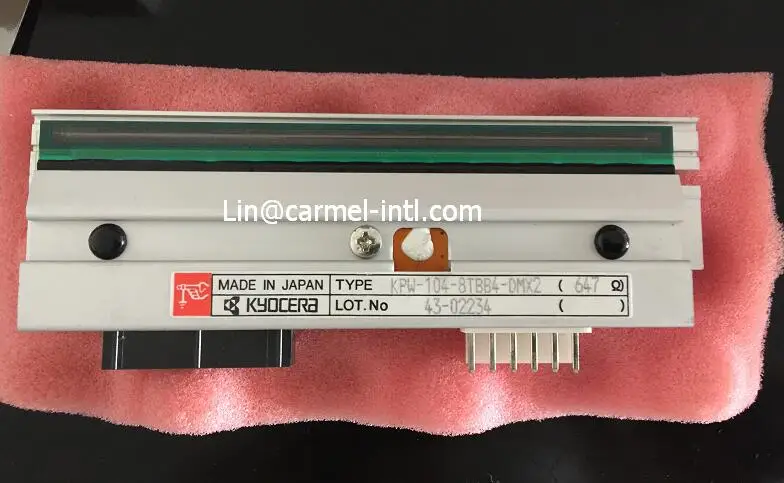 Lin@carmel-intl.com
MADE IN JAPAN TYPE KPW-104-8TBB4-DMX2 ( 647 Ω)
KYOCERA LOT.No 43-02234 ( )